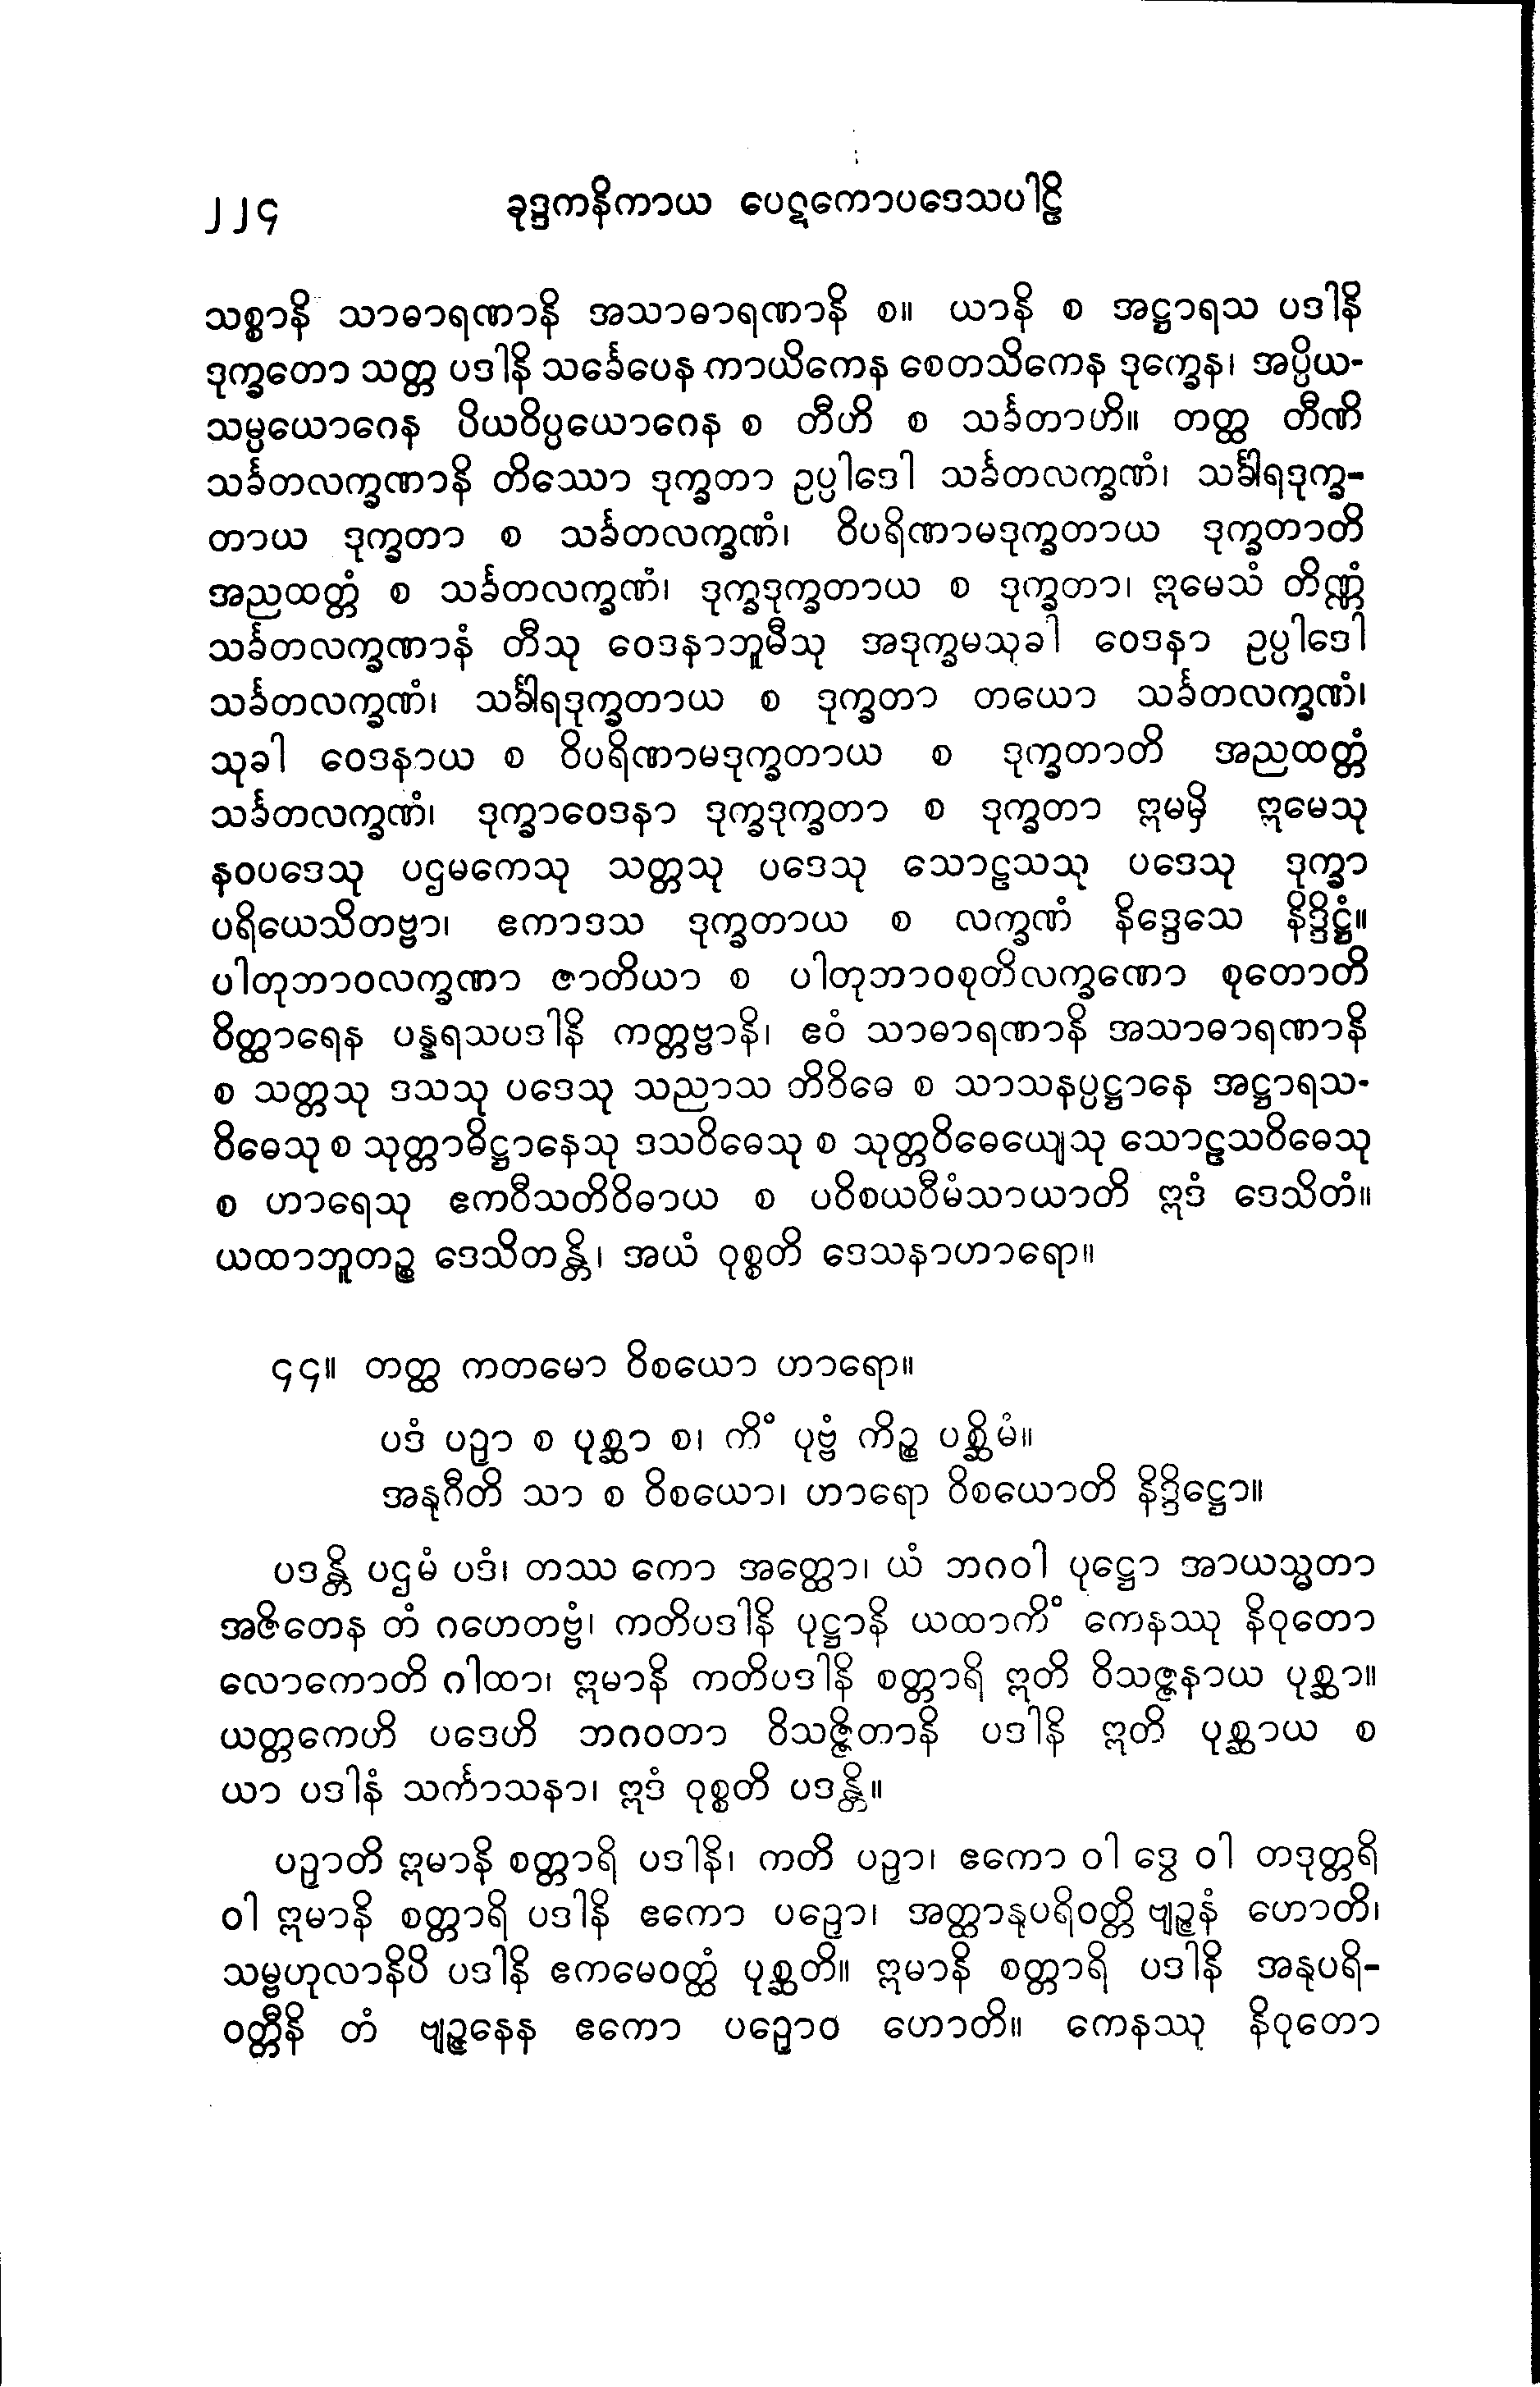 ၂၂၄ ခုဒ္ဒကနိကာယ ပေဋကောပဒေသပါဠိ
သစ္စာနိ သာဓာရဏာနိ အသာဓာရဏာနိ စ။ ယာနိ စ အဋ္ဌာရသ ပဒါနိ
ဒုက္ခတော သတ္တ ပဒါနိ သင်္ခေပေန ကာယိကေန စေတသိကေန ဒုက္ခေန၊ အပ္ပိယ-
သမ္ပယောဂေန ပိယဝိပ္ပယောဂေန စ တီဟိ စ သင်္ခတာဟိ။ တတ္ထ တီဏိ
သင်္ခတလက္ခဏာနိ တိဿော ဒုက္ခတာ ဥပ္ပါဒေါ သင်္ခတလက္ခဏံ၊ သင်္ခါရဒုက္ခ-
တာယ ဒုက္ခတာ စ သင်္ခတလက္ခဏံ၊ ဝိပရိဏာမဒုက္ခတာယ ဒုက္ခတာတိ
အညထတ္တံ စ သင်္ခတလက္ခဏံ၊ ဒုက္ခဒုက္ခတာယ စ ဒုက္ခတာ၊ ဣမေသံ တိဏ္ဏံ
သင်္ခတလက္ခဏာနံ တီသု ဝေဒနာဘူမီသု အဒုက္ခမသုခါ ဝေဒနာ ဥပ္ပါဒေါ
သင်္ခတလက္ခဏံ၊ သင်္ခါရဒုက္ခတာယ စ ဒုက္ခတာ တယော သင်္ခတလက္ခဏံ၊
သုခါ ဝေဒနာယ စ ဝိပရိဏာမဒုက္ခတာယ စ ဒုက္ခတာတိ အညထတ္တံ
သင်္ခတလက္ခဏံ၊ ဒုက္ခာဝေဒနာ ဒုက္ခဒုက္ခတာ စ ဒုက္ခတာ ဣမမှိ ဣမေသု
နဝပဒေသု ပဌမကေသု သတ္တသု ပဒေသု သောဠသသု ပဒေသု ဒုက္ခာ
ပရိယေသိတဗ္ဗာ၊ ဧကာဒသ ဒုက္ခတာယ စ လက္ခဏံ နိဒ္ဒေသေ နိဒ္ဒိဋ္ဌံ။
ပါတုဘာဝလက္ခဏာ ဇာတိယာ စ ပါတုဘာဝစုတိလက္ခဏော စုတောတိ
ဝိတ္ထာရေန ပန္နရသပဒါနိ ကတ္တဗ္ဗာနိ၊ ဧဝံ သာဓာရဏာနိ အသာဓာရဏာနိ
စ သတ္တသု ဒသသု ပဒေသု သညာသ တိဝိဓေ စ သာသနပ္ပဋ္ဌာနေ အဋ္ဌာရသ-
ဝိဓေသု စ သုတ္တာဓိဋ္ဌာနေသု ဒသဝိဓေသု စ သုတ္တဝိဓေယျေသု သောဠသဝိဓေသု
စ ဟာရေသု ဧကဝီသတိဝိဓာယ စ ပဝိစယဝီမံသာယာတိ ဣဒံ ဒေသိတံ။
ယထာဘူတဉ္စ ဒေသိတန္တိ၊ အယံ ဝုစ္စတိ ဒေသနာဟာရော။
၄၄။ တတ္ထ ကတမော ဝိစယော ဟာရော။
ပဒံ ပဉှာ စ ပုစ္ဆာ စ၊ ကိံ ပုဗ္ဗံ ကိဉ္စ ပစ္ဆိမံ။
အနုဂီတိ သာ စ ဝိစယော၊ ဟာရော ဝိစယောတိ နိဒ္ဒိဋ္ဌော။
ပဒန္တိ ပဌမံ ပဒံ၊ တဿ ကော အတ္ထော၊ ယံ ဘဂဝါ ပုဋ္ဌော အာယသ္မတာ
အဇိတေန တံ ဂဟေတဗ္ဗံ၊ ကတိပဒါနိ ပုဋ္ဌာနိ ယထာကိံ ကေနဿု နိဝုတော
လောကောတိ ဂါထာ၊ ဣမာနိ ကတိပဒါနိ စတ္တာရိ ဣတိ ဝိသဇ္ဇနာယ ပုစ္ဆာ။
ယတ္တကေဟိ ပဒေဟိ ဘဂဝတာ ဝိသဇ္ဇိတာနိ ပဒါနိ ဣတိ ပုစ္ဆာယ စ
ယာ ပဒါနံ သင်္ကာသနာ၊ ဣဒံ ဝုစ္စတိ ပဒန္တိ။
ပဉှာတိ ဣမာနိ စတ္တာရိ ပဒါနိ၊ ကတိ ပဉှာ၊ ဧကော ဝါ ဒွေ ဝါ တဒုတ္တရိ
ဝါ ဣမာနိ စတ္တာရိ ပဒါနိ ဧကော ပဉှော၊ အတ္ထာနုပရိဝတ္တိ ဗျဉ္ဇနံ ဟောတိ၊
သမ္ဗဟုလာနိပိ ပဒါနိ ဧကမေဝတ္ထံ ပုစ္ဆတိ။ ဣမာနိ စတ္တာရိ ပဒါနိ အနုပရိ-
ဝတ္တီနိ တံ ဗျဉ္ဇနေန ဧကော ပဉှောဝ ဟောတိ။ ကေနဿု နိဝုတော